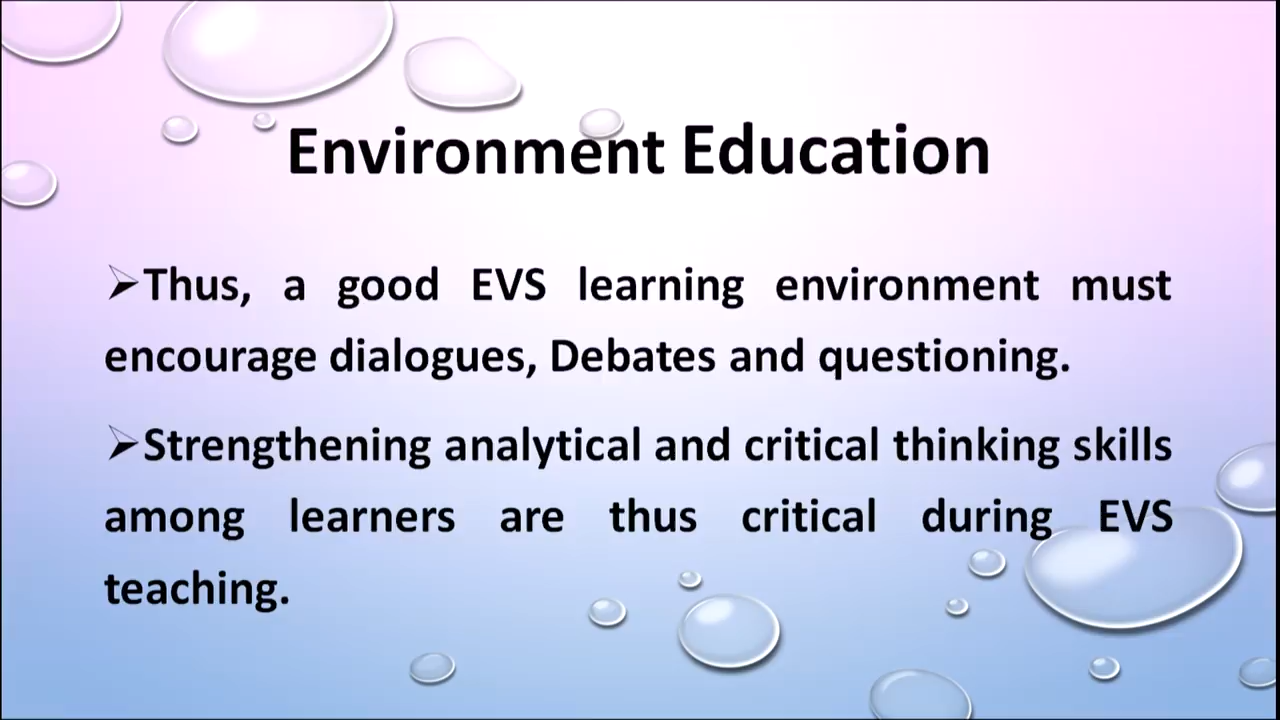 Environment Education
➢Thus, a good EVS learning environment must
encourage dialogues, Debates and questioning.
➢Strengthening analytical and critical thinking skills
among learners are thus critical during EVS
teaching.